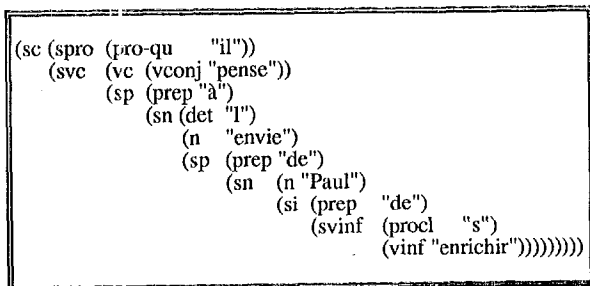 (sc (spro (pro-qu "il"))
(svc (vc (vconj "pense"))
(sp (prep "à")
(sn (det "l")
(n "envie")
(sp (prep "de")
(sn (n "Paul")
(si (prep "de")
(svinf (procl "s")
(vinf "enrichir")))))))))